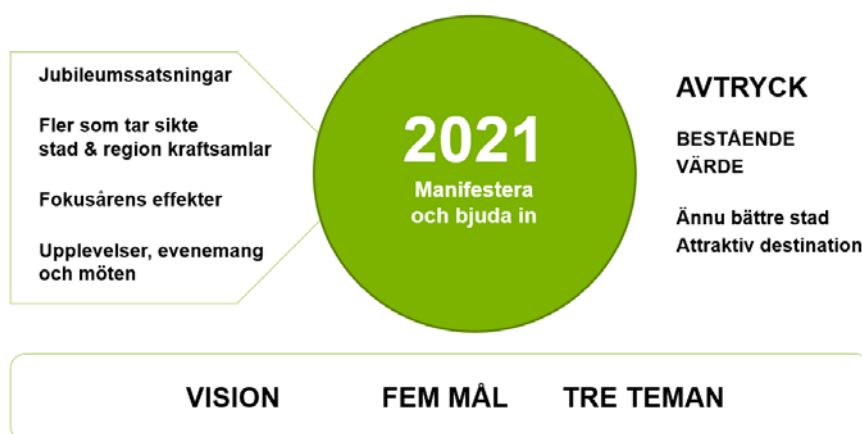 Jubileumssatsningar
Fler som tar sikte
stad & region kraftsamlar
Fokusårens effekter
Upplevelser, evenemang
och möten
2021
Manifestera
och bjuda in
AVTRYCK
BESTÅENDE
VÄRDE
Ännu bättre stad
Attraktiv destination
VISION FEM MÅL TRE TEMAN